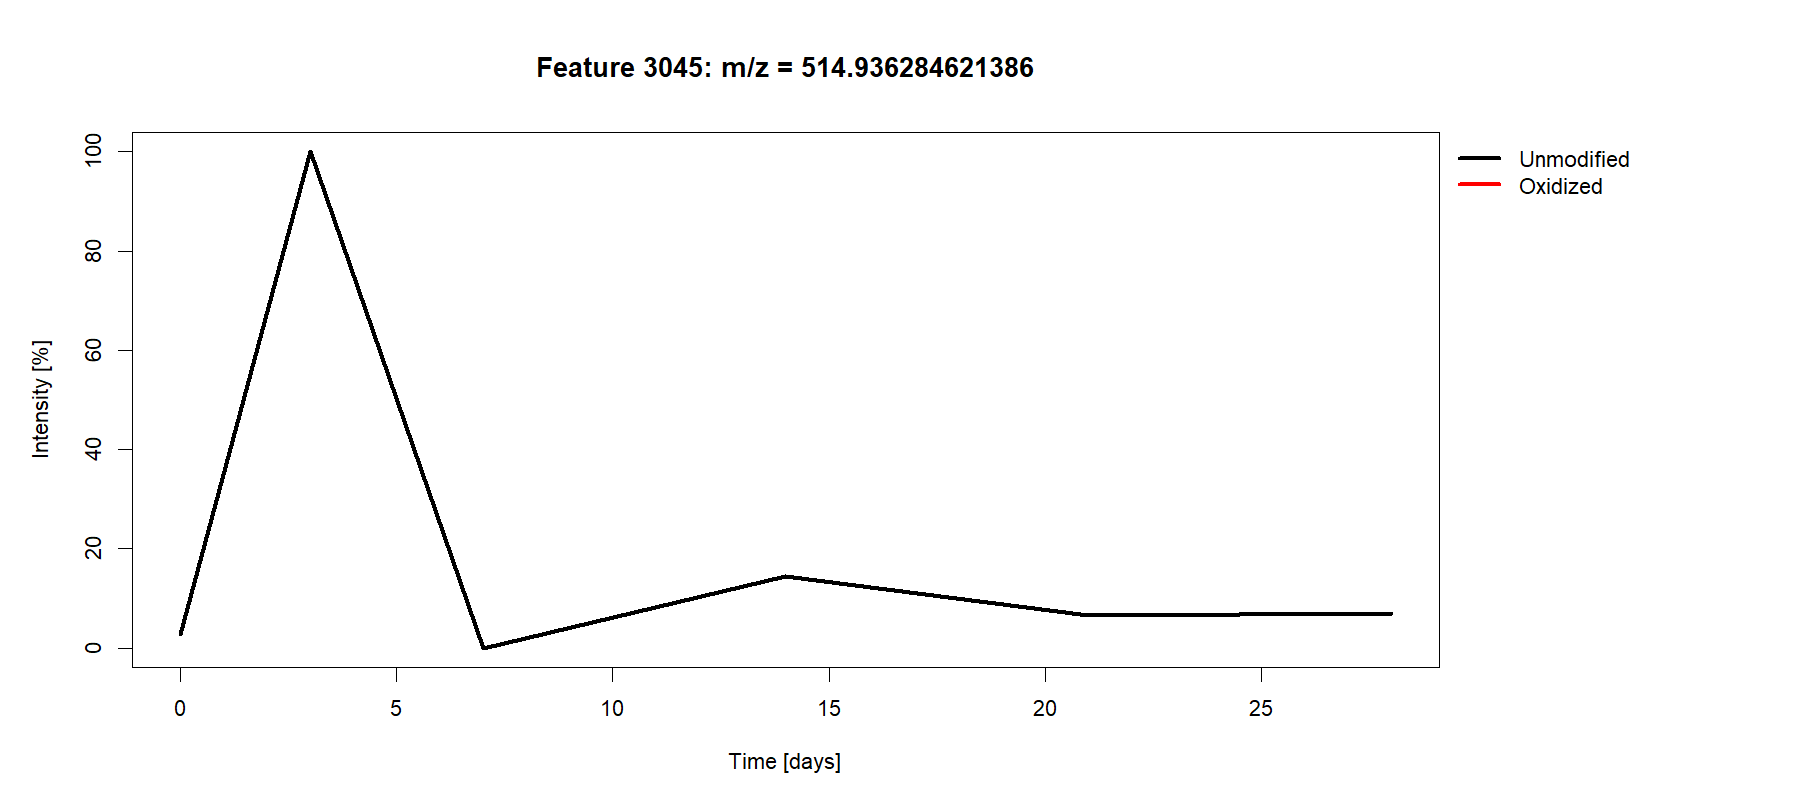 Feature 3045: m/z = 514.936284621386
Unmodified
Oxidized
Intensity [%]
100
80
60
40
20
0
0 5 10 15 20 25
Time [days]